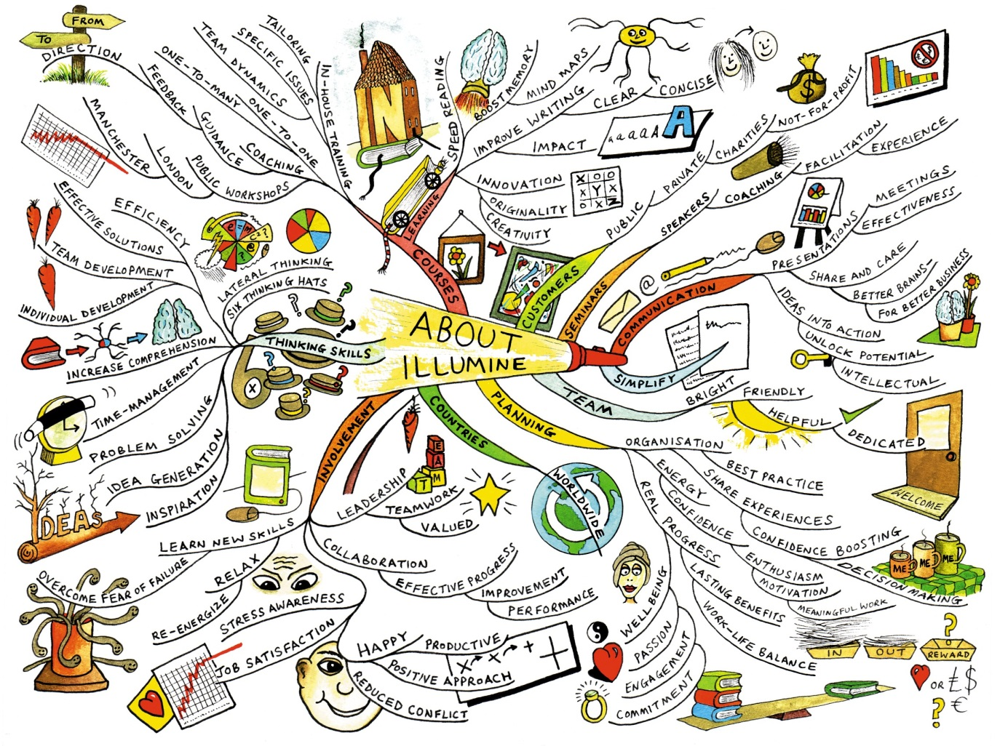 ABOUT
ILLUMINE
COURSES
LEARNING
SPEED READING
BOOST MEMORY
MIND MAPS
IMPROVE WRITING
CLEAR
CONCISE
IMPACT
a a a a A A
INNOVATION
ORIGINALITY
CREATIVITY
X O O
X Y X
O X Z
N
IN-HOUSE TRAINING
TAILORING
SPECIFIC ISSUES
TEAM DYNAMICS
ONE-TO-ONE
ONE-TO-MANY
COACHING
GUIDANCE
FEEDBACK
DIRECTION
FROM
TO
PUBLIC WORKSHOPS
LONDON
MANCHESTER
CUSTOMERS
PUBLIC
PRIVATE
CHARITIES
NOT-FOR-PROFIT
$
SEMINARS
SPEAKERS
COACHING
FACILITATION
EXPERIENCE
COMMUNICATION
@
PRESENTATIONS
MEETINGS
EFFECTIVENESS
SHARE AND CARE
BETTER BRAINS-
FOR BETTER BUSINESS
IDEAS INTO ACTION
UNLOCK POTENTIAL
INTELLECTUAL
SIMPLIFY
TEAM
BRIGHT
FRIENDLY
HELPFUL
DEDICATED
WELCOME
PLANNING
ORGANISATION
BEST PRACTICE
SHARE EXPERIENCES
CONFIDENCE BOOSTING
DECISION MAKING
ME
ME
ME
ENERGY
CONFIDENCE
ENTHUSIASM
MOTIVATION
MEANINGFUL WORK
REAL PROGRESS
LASTING BENEFITS
WORK-LIFE BALANCE
IN
OUT
?
REWARD
OR £ $
? €
WELLBEING
PASSION
ENGAGEMENT
COMMITMENT
COUNTRIES
WORLDWIDE
INVOLVEMENT
LEADERSHIP
TEAMWORK
VALUED
T E A M
COLLABORATION
EFFECTIVE PROGRESS
IMPROVEMENT
PERFORMANCE
HAPPY
PRODUCTIVE
POSITIVE APPROACH
REDUCED CONFLICT
LEARN NEW SKILLS
OVERCOME FEAR OF FAILURE
RELAX
RE-ENERGIZE
STRESS AWARENESS
JOB SATISFACTION
THINKING SKILLS
SIX THINKING HATS
LATERAL THINKING
EFFICIENCY
EFFECTIVE SOLUTIONS
TEAM DEVELOPMENT
INDIVIDUAL DEVELOPMENT
INCREASE COMPREHENSION
TIME-MANAGEMENT
PROBLEM SOLVING
IDEA GENERATION
INSPIRATION
IDEAS